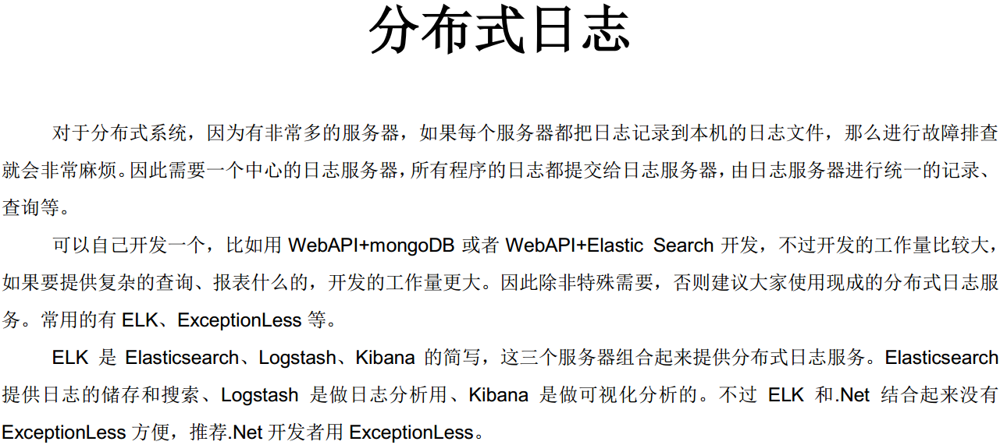 分布式日志
对于分布式系统，因为有非常多的服务器，如果每个服务器都把日志记录到本机的日志文件，那么进行故障排查
就会非常麻烦。因此需要一个中心的日志服务器，所有程序的日志都提交给日志服务器，由日志服务器进行统一的记录、
查询等。
可以自己开发一个，比如用 WebAPI+mongoDB 或者 WebAPI+Elastic Search 开发，不过开发的工作量比较大，
如果要提供复杂的查询、报表什么的，开发的工作量更大。因此除非特殊需要，否则建议大家使用现成的分布式日志服
务。常用的有 ELK、ExceptionLess 等。
ELK 是 Elasticsearch、Logstash、Kibana 的简写，这三个服务器组合起来提供分布式日志服务。Elasticsearch
提供日志的储存和搜索、Logstash 是做日志分析用、Kibana 是做可视化分析的。不过 ELK 和.Net 结合起来没有
ExceptionLess 方便，推荐.Net 开发者用 ExceptionLess。